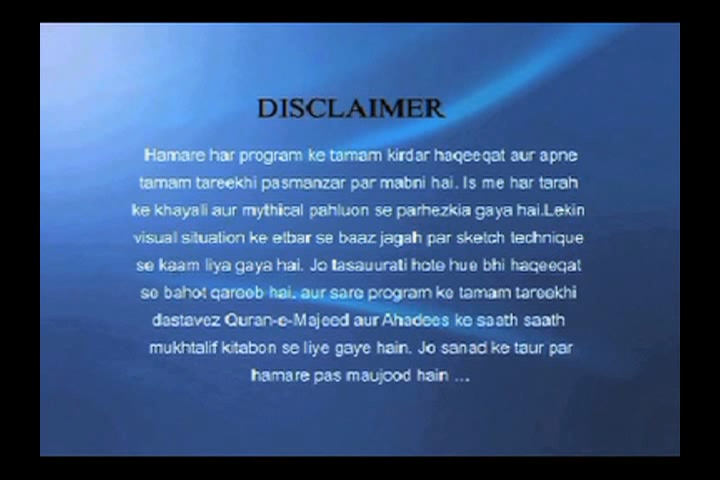 DISCLAIMER
Hamare har program ke tamam kirdar haqeeqat aur apne
tamam tareekhi pasmanzar par mabni hai. Is me har tarah
ke khayali aur mythical pahluon se parhezkia gaya hai.Lekin
visual situation ke etbar se baaz jagah par sketch technique
se kaam liya gaya hai. Jo tasauurati hote hue bhi haqeeqat
se bahot qareeb hai. aur sare program ke tamam tareekhi
dastavez Quran-e-Majeed aur Ahadees ke saath saath
mukhtalif kitabon se liye gaye hain. Jo sanad ke taur par
hamare pas maujood hain ...